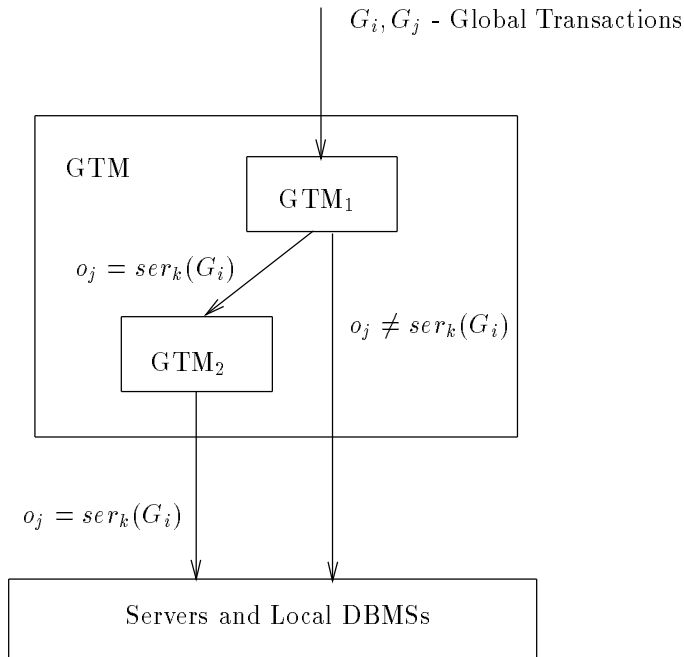 G_i, G_j - Global Transactions
GTM
GTM_1
o_j = ser_k(G_i)
o_j ≠ ser_k(G_i)
GTM_2
o_j = ser_k(G_i)
Servers and Local DBMSs